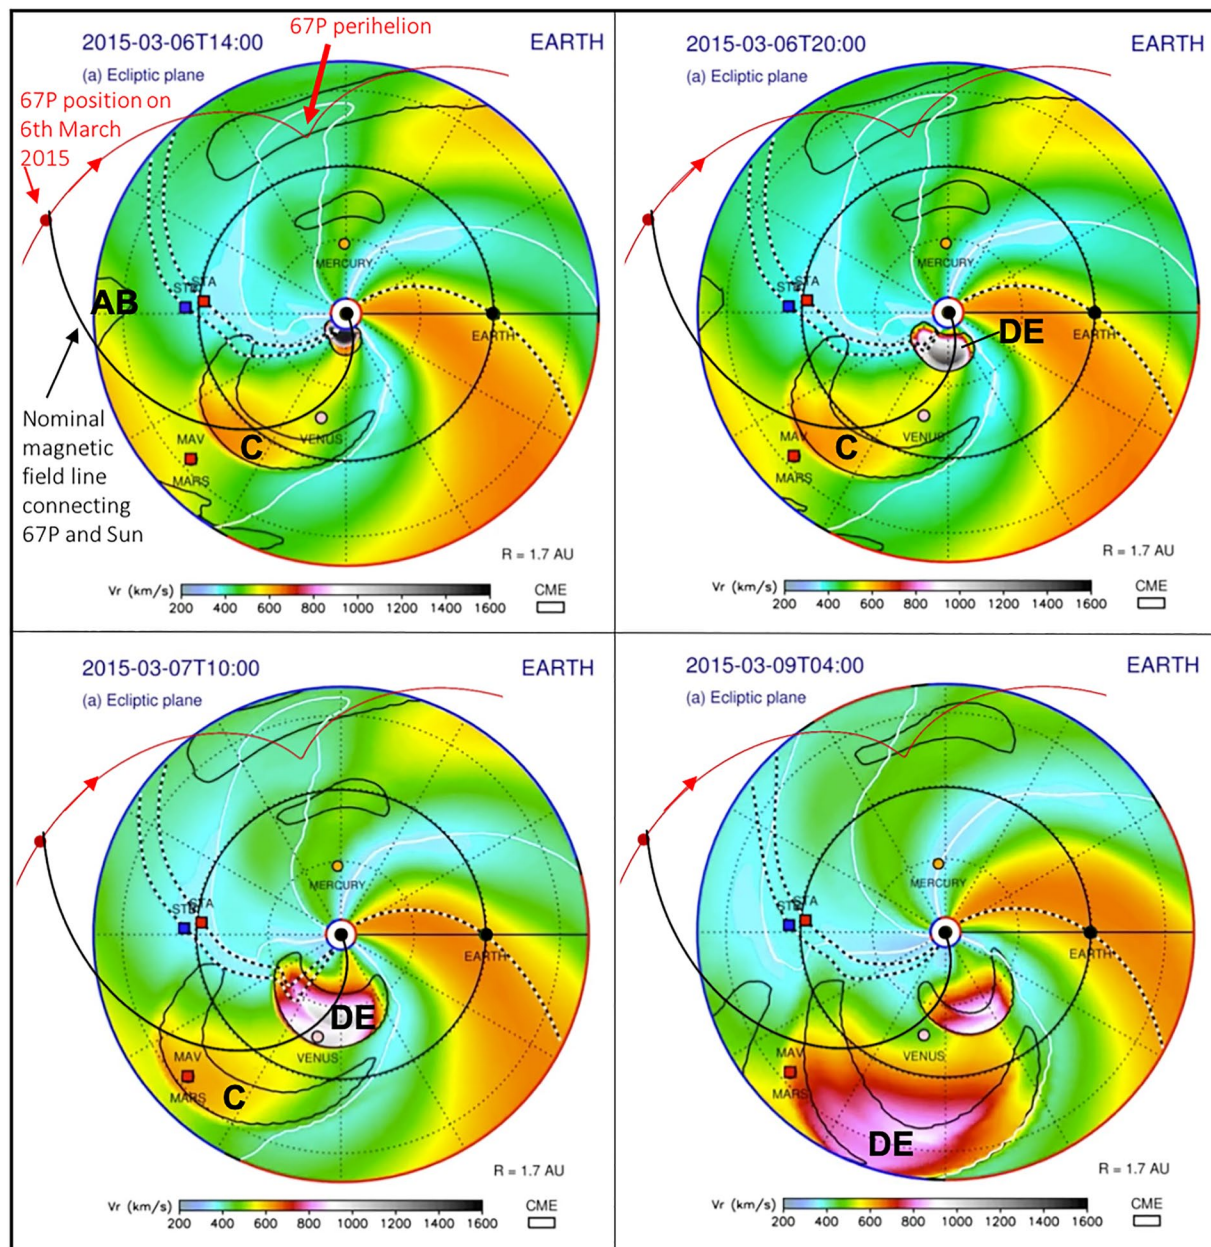 2015-03-06T14:00
EARTH
(a) Ecliptic plane
67P perihelion
67P position on
6th March
2015
MERCURY
STA
AB
EARTH
Nominal
magnetic
field line
connecting
67P and Sun
MAV
C
VENUS
MARS
R = 1.7 AU
Vr (km/s)
200 400 600 800 1000 1200 1400 1600
CME
2015-03-06T20:00
EARTH
(a) Ecliptic plane
MERCURY
STA
DE
EARTH
MAV
C
VENUS
MARS
R = 1.7 AU
Vr (km/s)
200 400 600 800 1000 1200 1400 1600
CME
2015-03-07T10:00
EARTH
(a) Ecliptic plane
MERCURY
STA
EARTH
DE
MAV
VENUS
MARS
C
R = 1.7 AU
Vr (km/s)
200 400 600 800 1000 1200 1400 1600
CME
2015-03-09T04:00
EARTH
(a) Ecliptic plane
MERCURY
STA
EARTH
MAV
VENUS
MARS
DE
R = 1.7 AU
Vr (km/s)
200 400 600 800 1000 1200 1400 1600
CME